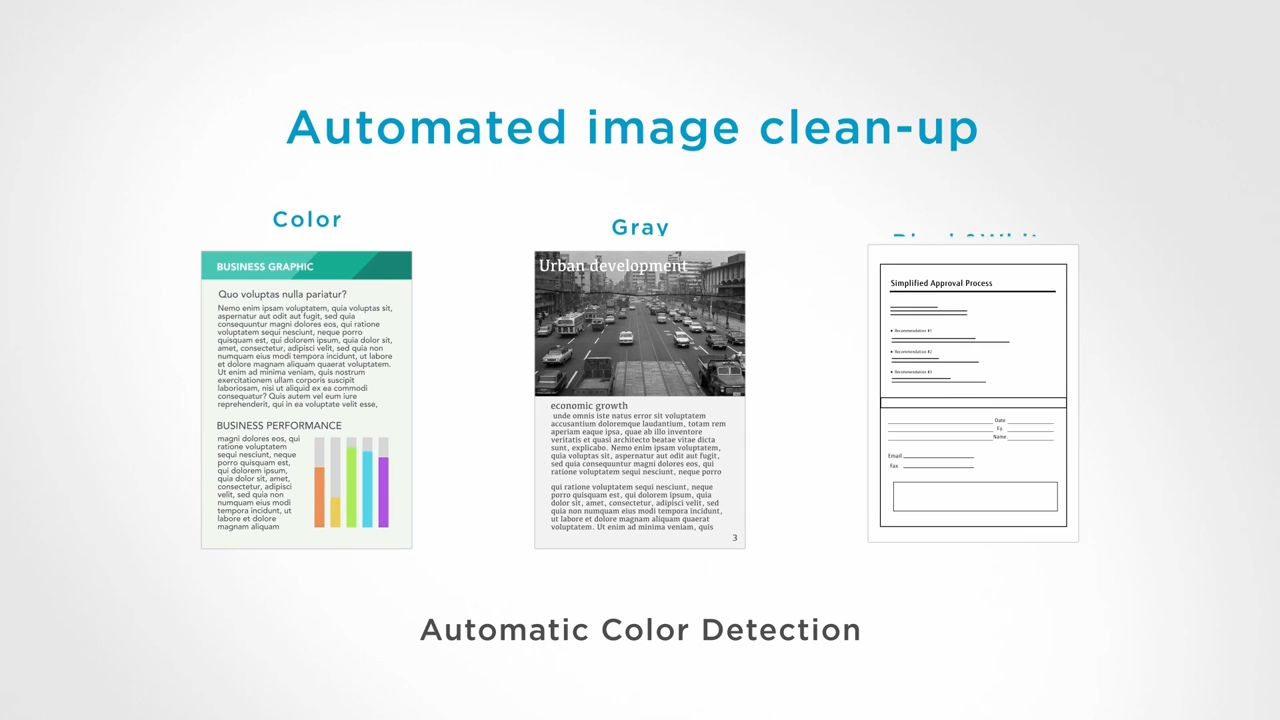 Automated image clean-up
Color
Gray
BUSINESS GRAPHIC
Quo voluptas nulla pariatur?
Nemo enim ipsam voluptatem, quia voluptas sit,
aspernatur aut odit aut fugit, sed quia
consequuntur magni dolores eos, qui ratione
voluptatem sequi nesciunt, neque porro
quisquam est, qui dolorem ipsum, quia dolor sit,
amet, consectetur, adipisci velit, sed quia non
numquam eius modi tempora incidunt, ut labore
et dolore magnam aliquam quaerat voluptatem.
Ut enim ad minima veniam, quis nostrum
exercitationem ullam corporis suscipit
laboriosam, nisi ut aliquid ex ea commodi
consequatur? Quis autem vel eum iure
reprehenderit, qui in ea voluptate velit esse,
BUSINESS PERFORMANCE
magni dolores eos, qui
ratione voluptatem
sequi nesciunt, neque
porro quisquam est,
qui dolorem ipsum,
quia dolor sit, amet,
consectetur, adipisci
velit, sed quia non
numquam eius modi
tempora incidunt, ut
labore et dolore
magnam aliquam
Urban development
economic growth
unde omnis iste natus error sit voluptatem
accusantium doloremque laudantium, totam rem
aperiam eaque ipsa, quae ab illo inventore
veritatis et quasi architecto beatae vitae dicta
sunt, explicabo. Nemo enim ipsam voluptatem,
quia voluptas sit, aspernatur aut odit aut fugit,
sed quia consequuntur magni dolores eos, qui
ratione voluptatem sequi nesciunt, neque porro
qui ratione voluptatem sequi nesciunt, neque
porro quisquam est, qui dolorem ipsum, quia
dolor sit, amet, consectetur, adipisci velit, sed
quia non numquam eius modi tempora incidunt,
ut labore et dolore magnam aliquam quaerat
voluptatem. Ut enim ad minima veniam, quis
3
Simplified Approval Process
• Recommendation #1
• Recommendation #2
• Recommendation #3
Date
Fy.
Name
Email
Fax
Automatic Color Detection